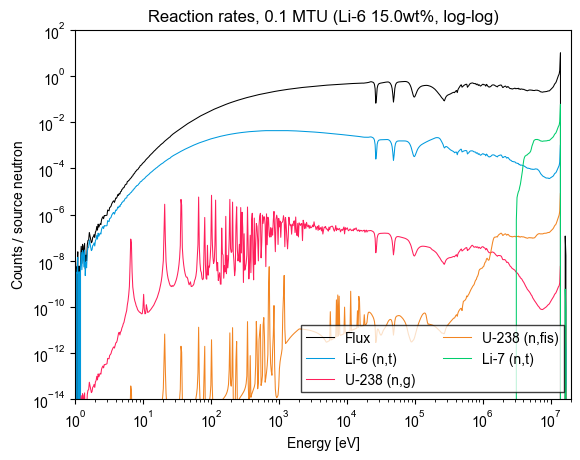 Reaction rates, 0.1 MTU (Li-6 15.0wt%, log-log)
Counts / source neutron
10^2
10^0
10^−2
10^−4
10^−6
10^−8
10^−10
10^−12
10^−14
Flux
Li-6 (n,t)
U-238 (n,g)
U-238 (n,fis)
Li-7 (n,t)
10^0 10^1 10^2 10^3 10^4 10^5 10^6 10^7
Energy [eV]